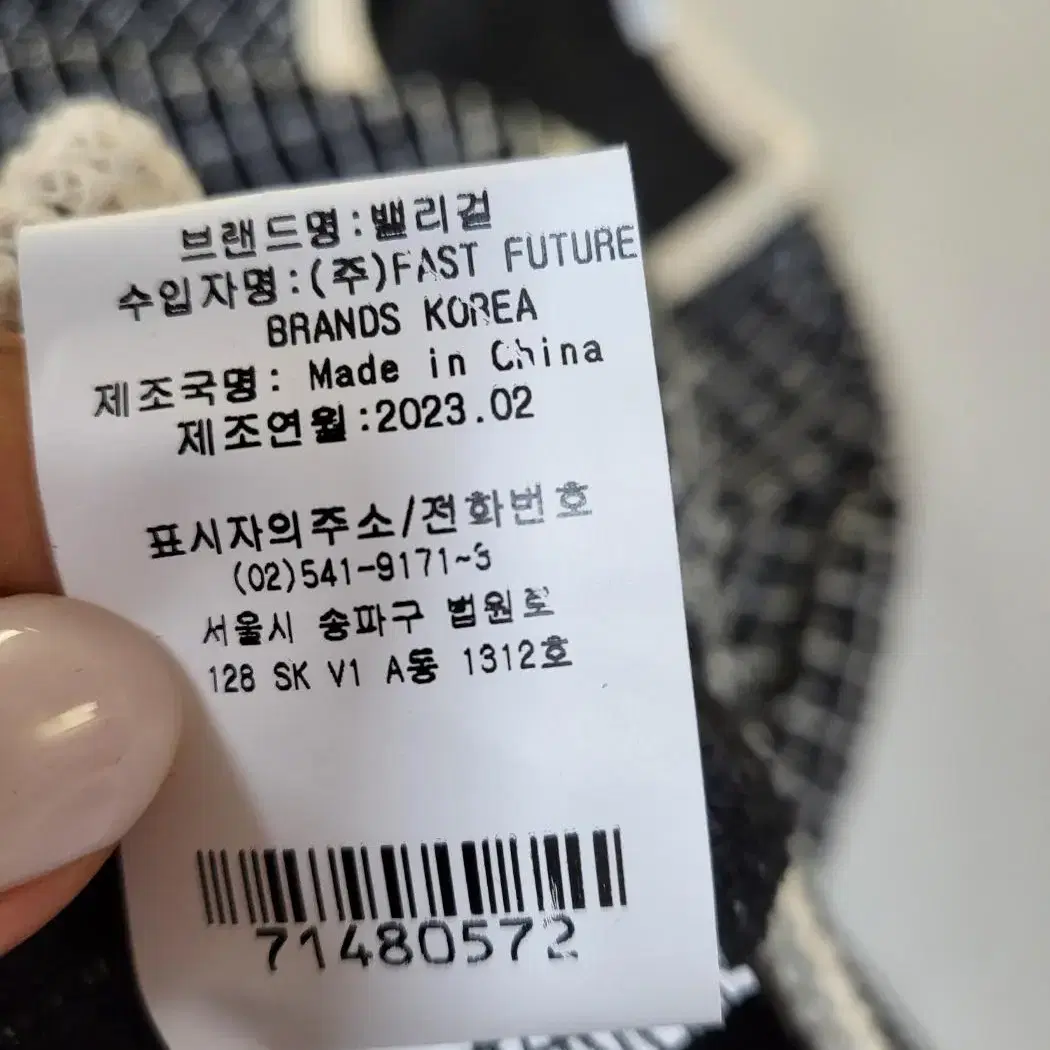 브랜드명:밸리걸
수입자명:(주)FAST FUTURE
BRANDS KOREA
제조국명: Made in China
제조연월:2023.02
표시자의주소/전화번호
(02)541-9171~3
서울시 송파구 법원로
128 SK V1 A동 1312호
71480572